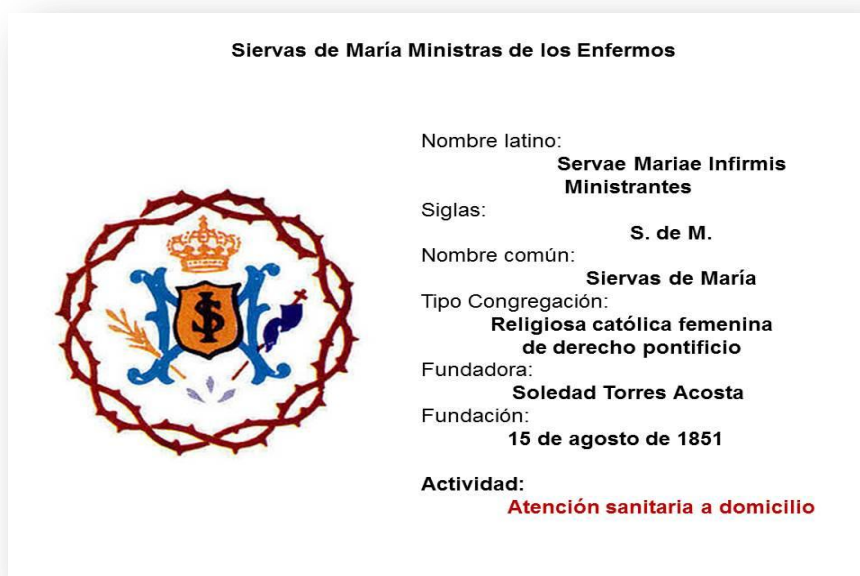 Siervas de María Ministras de los Enfermos
Nombre latino:
Servae Mariae Infirmis
Ministrantes
Siglas:
S. de M.
Nombre común:
Siervas de María
Tipo Congregación:
Religiosa católica femenina
de derecho pontificio
Fundadora:
Soledad Torres Acosta
Fundación:
15 de agosto de 1851
Actividad:
Atención sanitaria a domicilio